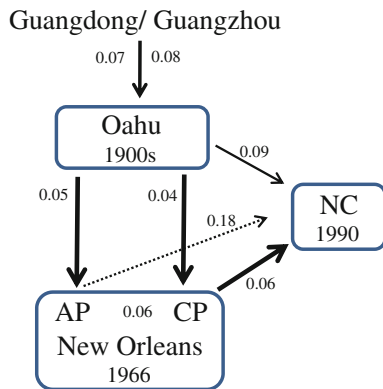 Guangdong/ Guangzhou
0.07 0.08
Oahu
1900s
0.09
0.05 0.04
NC
1990
0.18
0.06
AP 0.06 CP
New Orleans
1966